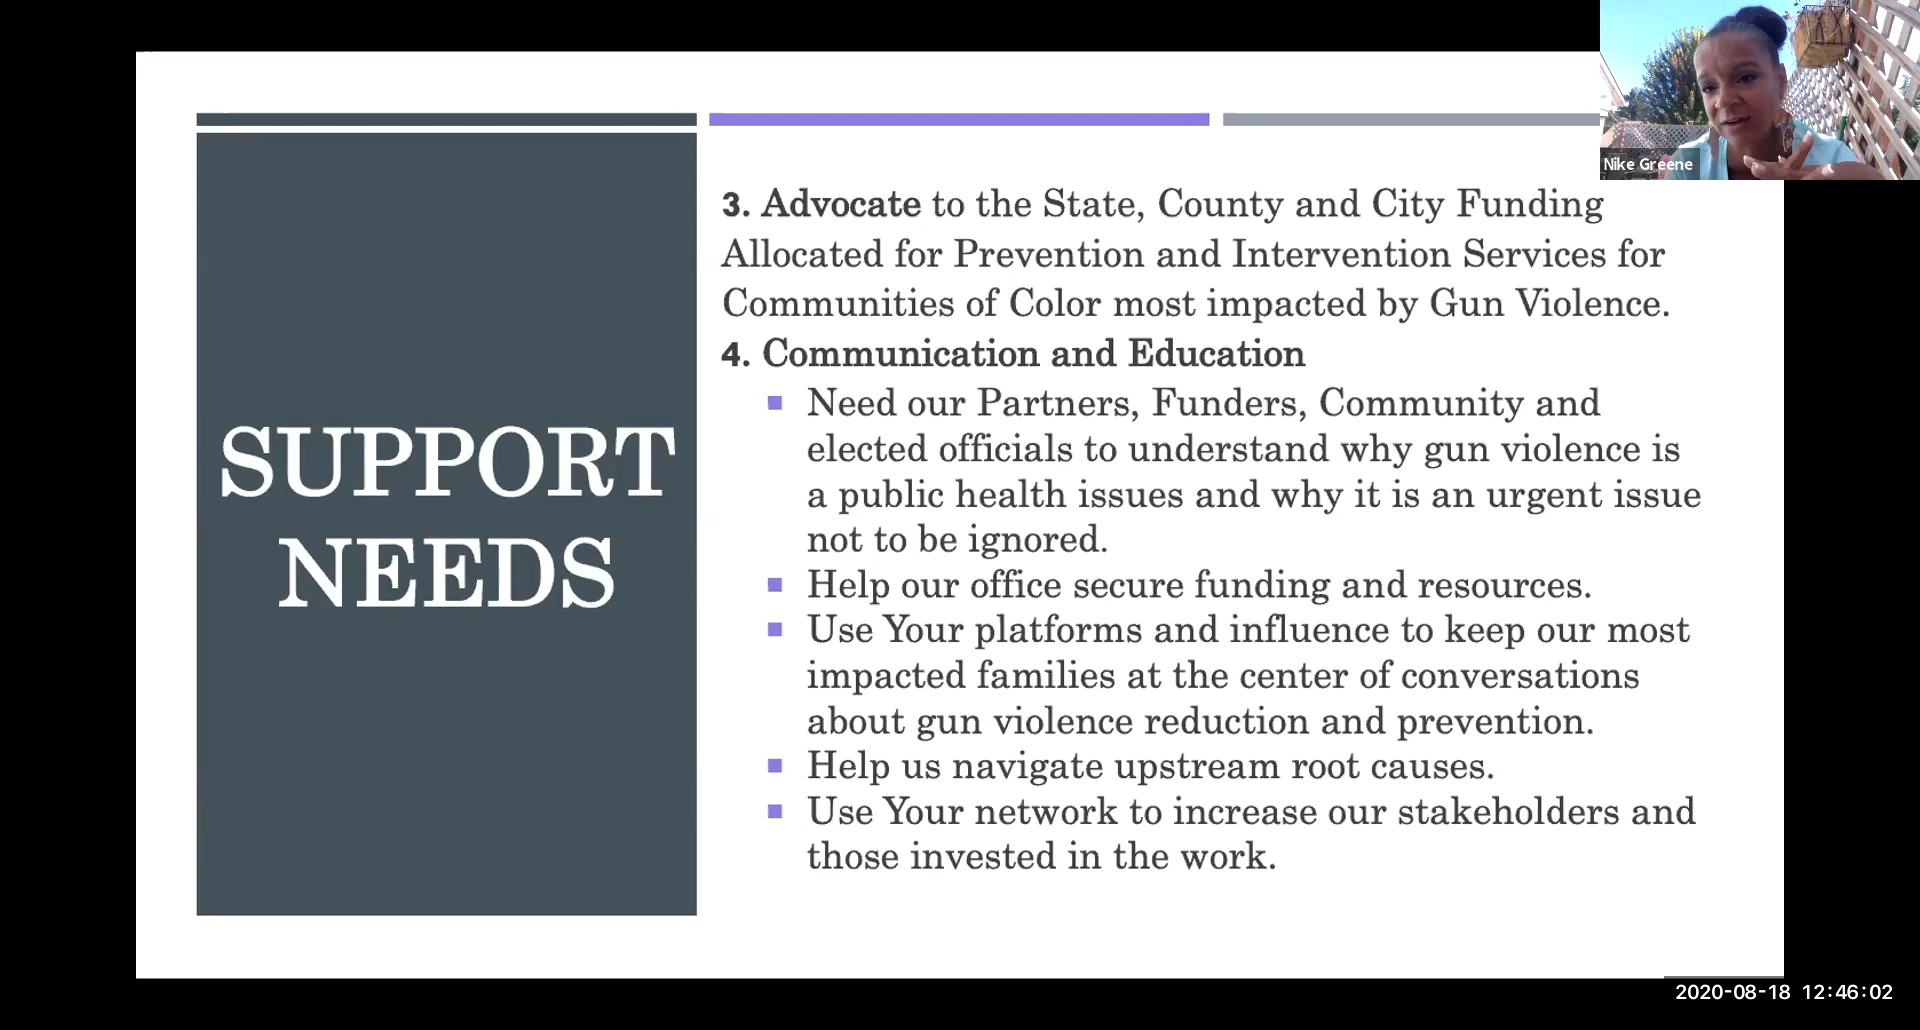 Nike Greene
SUPPORT
NEEDS
3. Advocate to the State, County and City Funding
Allocated for Prevention and Intervention Services for
Communities of Color most impacted by Gun Violence.
4. Communication and Education
▪ Need our Partners, Funders, Community and
elected officials to understand why gun violence is
a public health issues and why it is an urgent issue
not to be ignored.
▪ Help our office secure funding and resources.
▪ Use Your platforms and influence to keep our most
impacted families at the center of conversations
about gun violence reduction and prevention.
▪ Help us navigate upstream root causes.
▪ Use Your network to increase our stakeholders and
those invested in the work.
2020-08-18 12:46:02